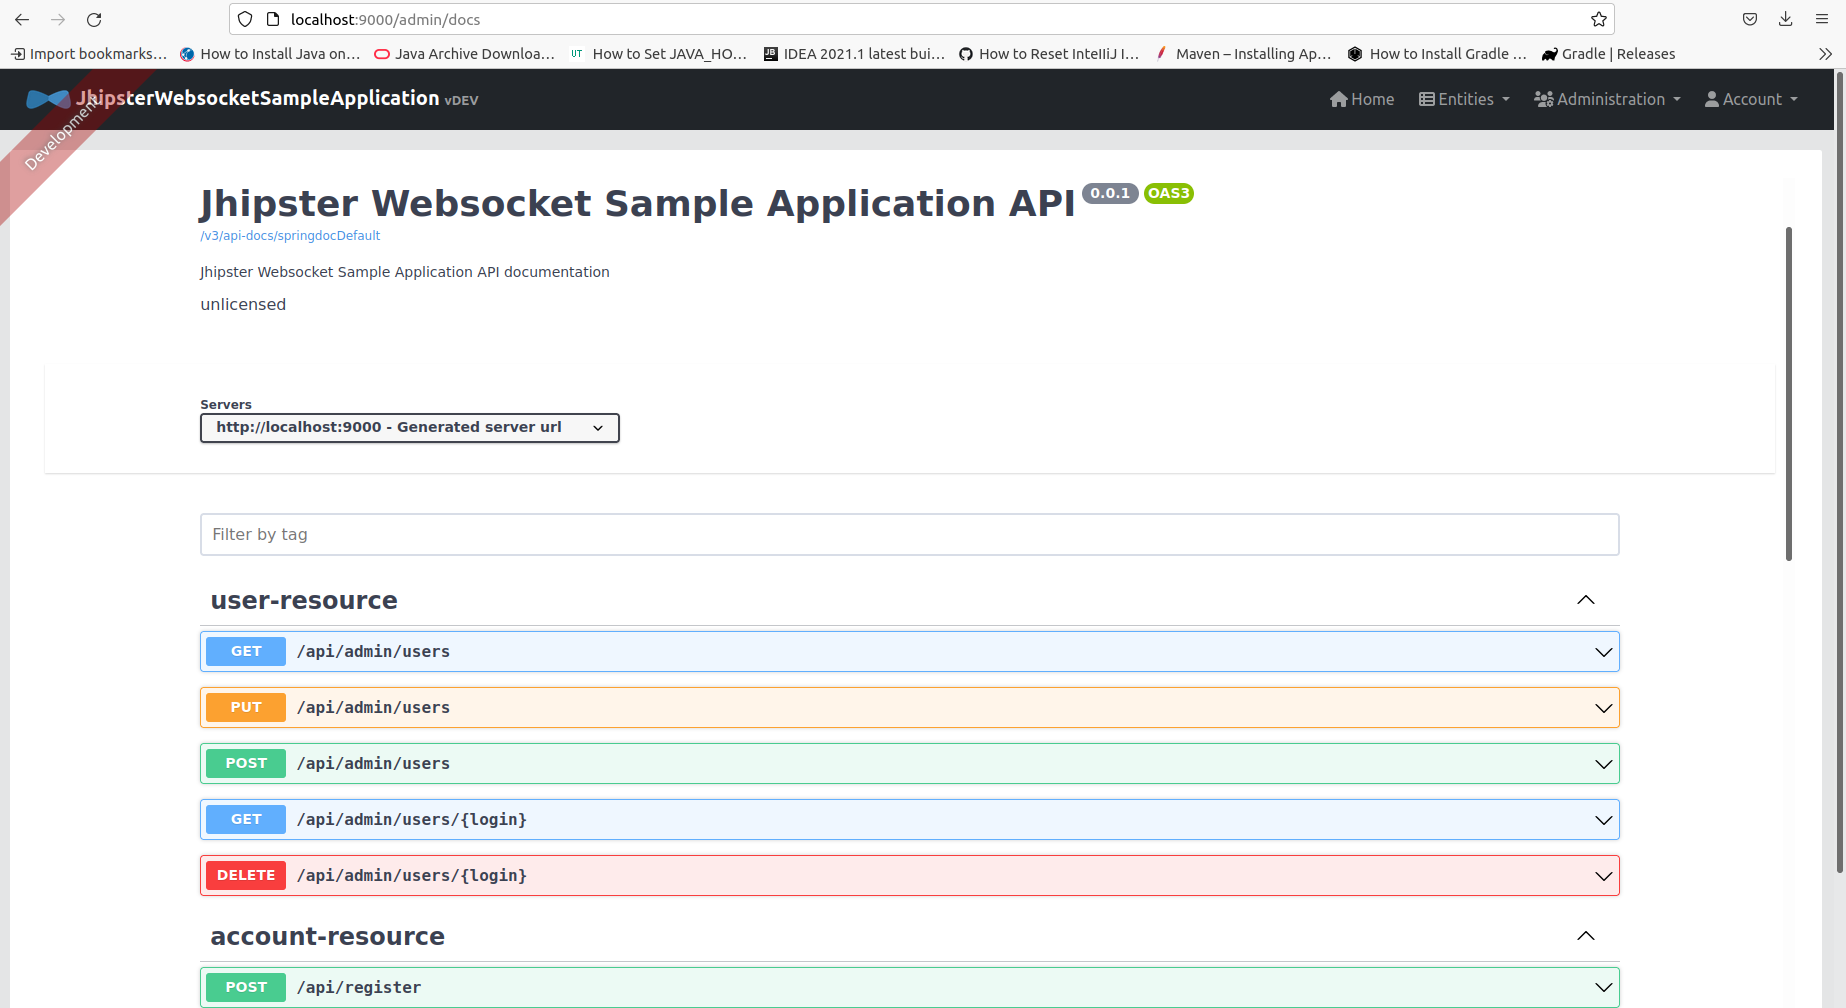 localhost:9000/admin/docs
Import bookmarks... How to Install Java on... Java Archive Downloa... UT How to Set JAVA_HO... JB IDEA 2021.1 latest bui... How to Reset IntelliJ I... Maven – Installing Ap... How to Install Gradle ... Gradle | Releases
JhipsterWebsocketSampleApplication vDEV Home Entities Administration Account
Development
Jhipster Websocket Sample Application API 0.0.1 OAS3
/v3/api-docs/springdocDefault
Jhipster Websocket Sample Application API documentation
unlicensed
Servers
http://localhost:9000 - Generated server url
Filter by tag
user-resource
GET /api/admin/users
PUT /api/admin/users
POST /api/admin/users
GET /api/admin/users/{login}
DELETE /api/admin/users/{login}
account-resource
POST /api/register